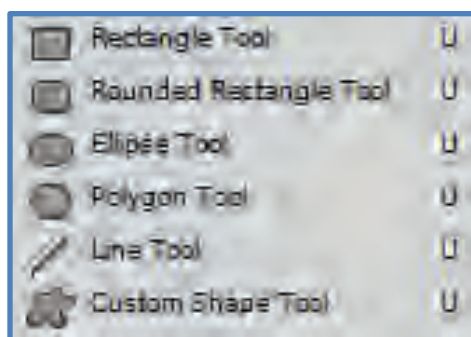 Rectangle Tool U
Rounded Rectangle Tool U
Ellipse Tool U
Polygon Tool U
Line Tool U
Custom Shape Tool U